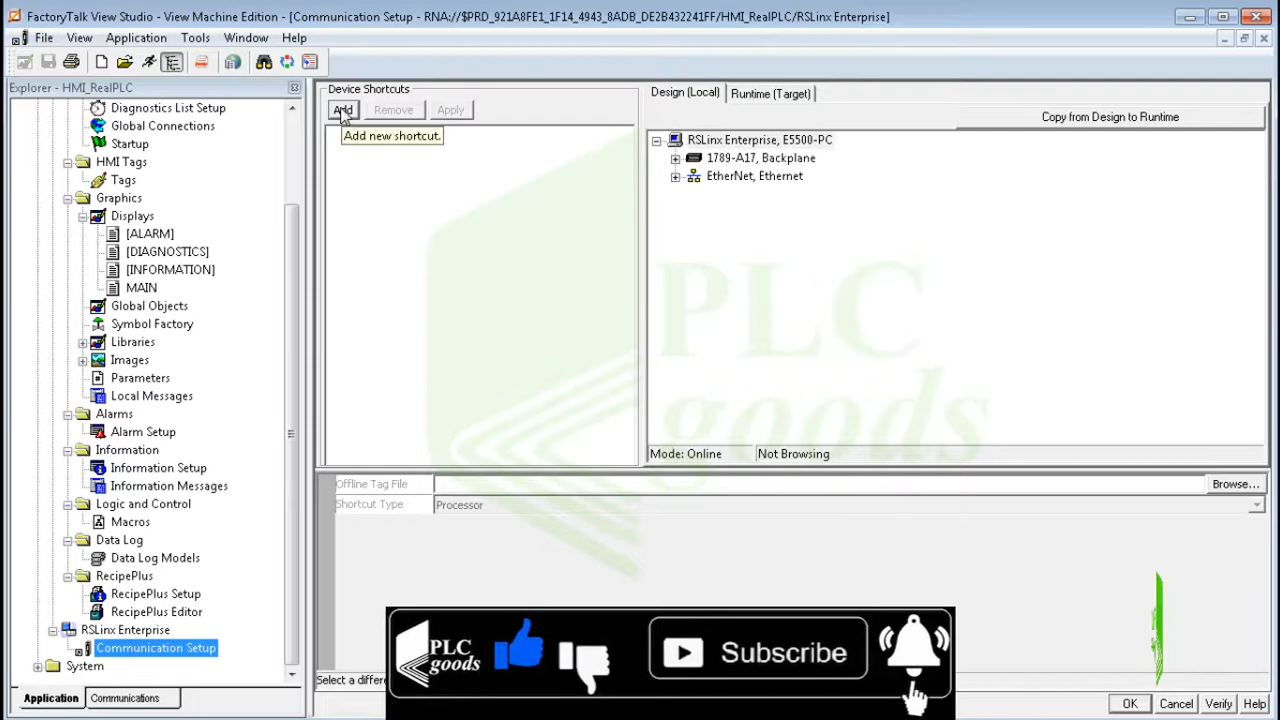 FactoryTalk View Studio - View Machine Edition - [Communication Setup - RNA://$PRD_921A8FE1_1F14_4943_8ADB_DE2B432241FF/HMI_RealPLC/RSLinx Enterprise]
File View Application Tools Window Help
Explorer - HMI_RealPLC
Diagnostics List Setup
Global Connections
Startup
HMI Tags
Tags
Graphics
Displays
[ALARM]
[DIAGNOSTICS]
[INFORMATION]
MAIN
Global Objects
Symbol Factory
Libraries
Images
Parameters
Local Messages
Alarms
Alarm Setup
Information
Information Setup
Information Messages
Logic and Control
Macros
Data Log
Data Log Models
RecipePlus
RecipePlus Setup
RecipePlus Editor
RSLinx Enterprise
Communication Setup
System
Application Communications
Device Shortcuts
Add Remove Apply
Add new shortcut.
Design (Local) Runtime (Target)
Copy from Design to Runtime
RSLinx Enterprise, E5500-PC
1789-A17, Backplane
EtherNet, Ethernet
Mode: Online Not Browsing
Offline Tag File Browse...
Shortcut Type Processor
PLC
goods
PLC
goods
Subscribe
Select a differe
OK Cancel Verify Help